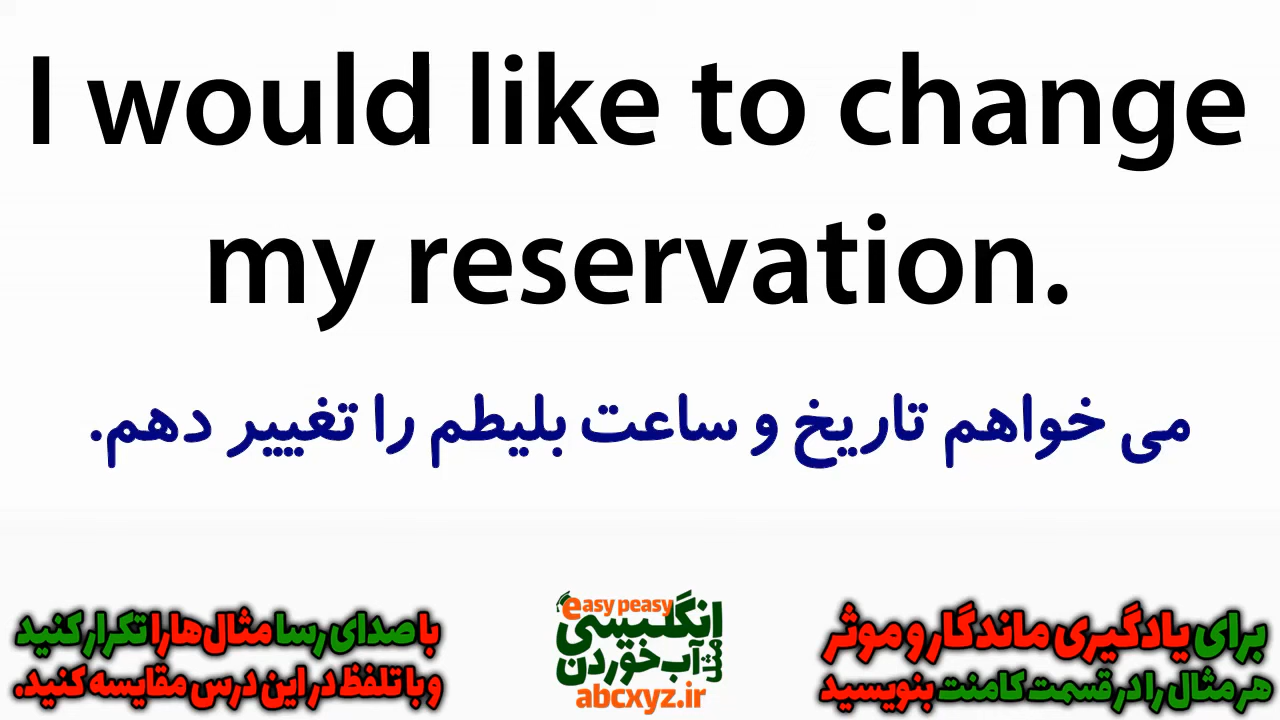 I would like to change
my reservation.
می خواهم تاریخ و ساعت بلیطم را تغییر دهم.
برای یادگیری ماندگار و موثر
هر مثال را در قسمت کامنت بنویسید
easy peasy
انگلیسی
مثل آب خوردن
abcxyz.ir
با صدای رسا مثال‌ها را تکرار کنید
و با تلفظ در این درس مقایسه کنید.